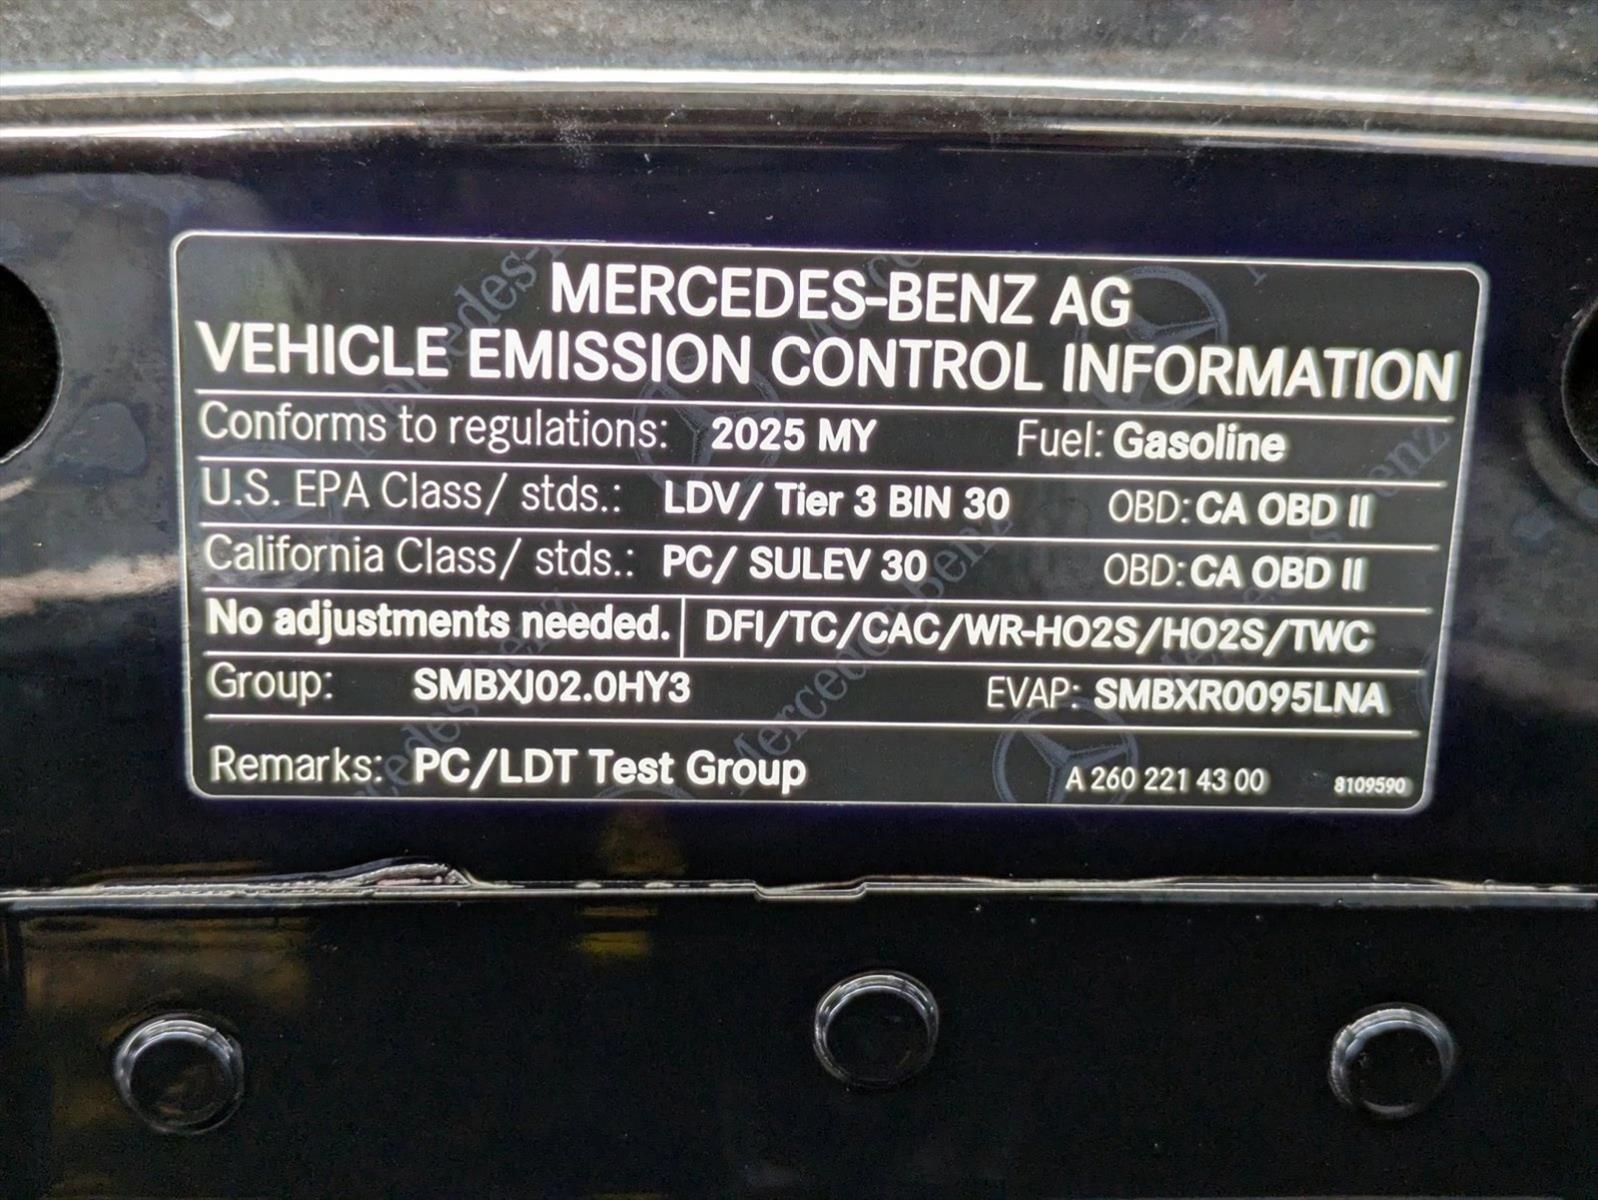 MERCEDES-BENZ AG
VEHICLE EMISSION CONTROL INFORMATION
Conforms to regulations: 2025 MY Fuel: Gasoline
U.S. EPA Class/ stds.: LDV/ Tier 3 BIN 30 OBD: CA OBD II
California Class/ stds.: PC/ SULEV 30 OBD: CA OBD II
No adjustments needed. DFI/TC/CAC/WR-HO2S/HO2S/TWC
Group: SMBXJ02.0HY3 EVAP: SMBXR0095LNA
Remarks: PC/LDT Test Group A 260 221 43 00 8109590